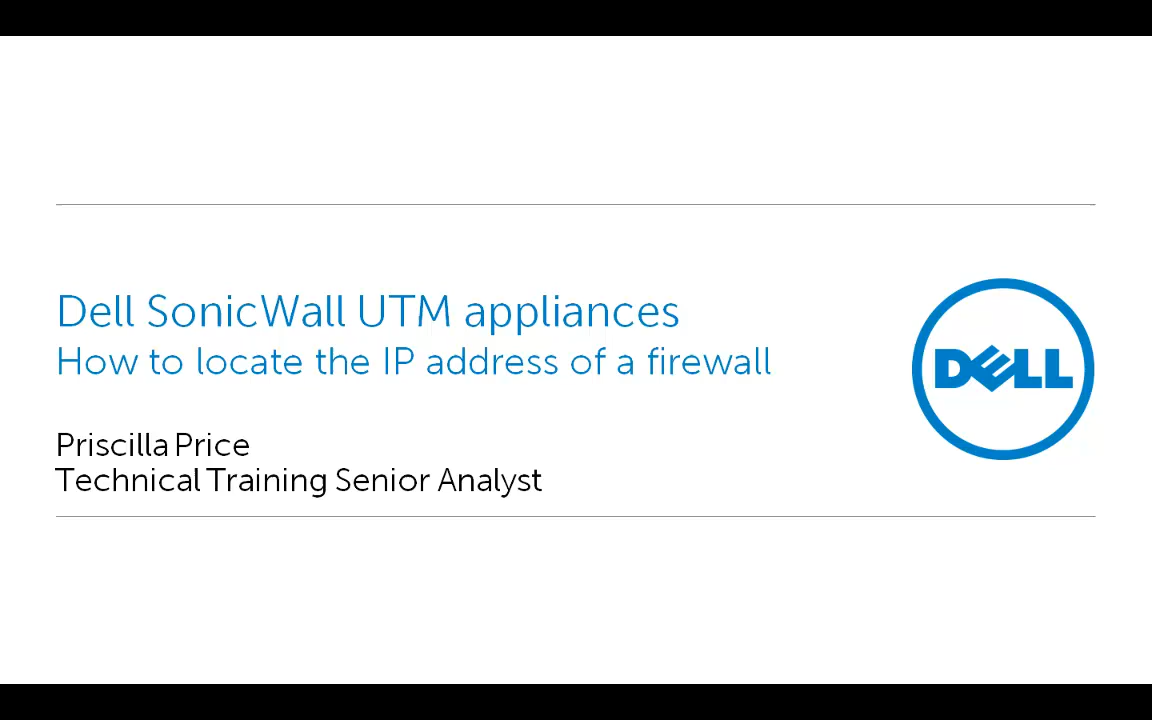 Dell SonicWall UTM appliances
How to locate the IP address of a firewall
DELL
Priscilla Price
Technical Training Senior Analyst